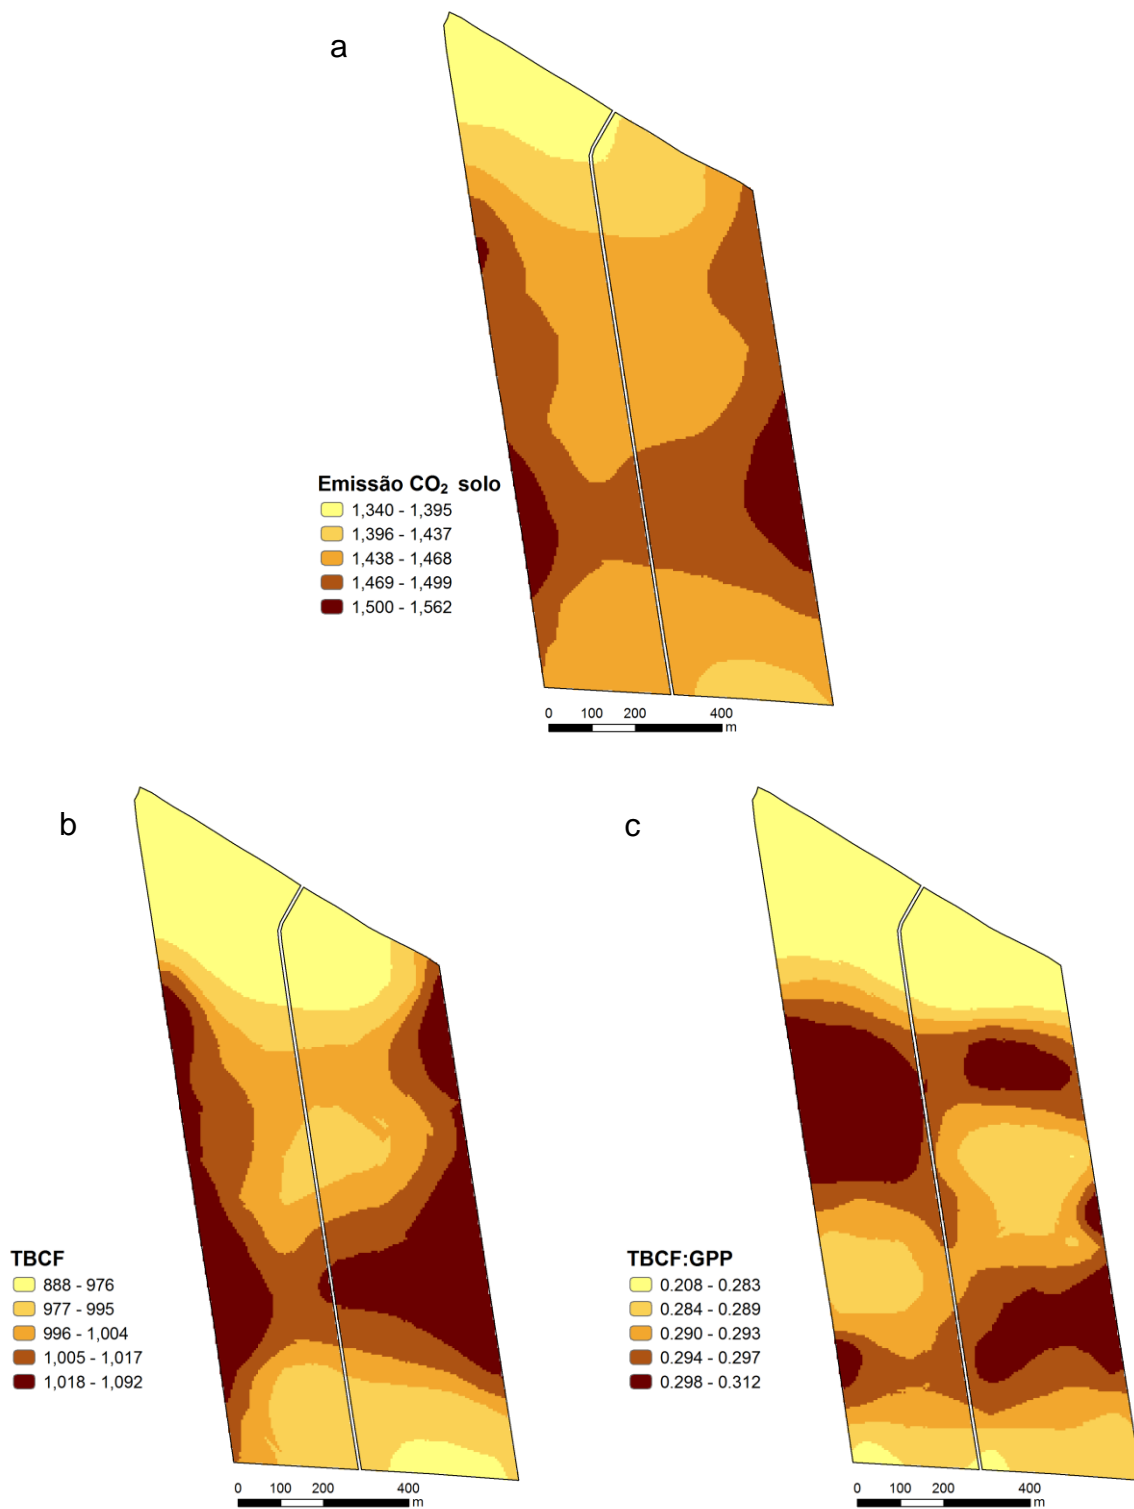 a
Emissão CO₂ solo
1,340 - 1,395
1,396 - 1,437
1,438 - 1,468
1,469 - 1,499
1,500 - 1,562
0 100 200 400
m
b
TBCF
888 - 976
977 - 995
996 - 1,004
1,005 - 1,017
1,018 - 1,092
0 100 200 400
m
c
TBCF:GPP
0.208 - 0.283
0.284 - 0.289
0.290 - 0.293
0.294 - 0.297
0.298 - 0.312
0 100 200 400
m